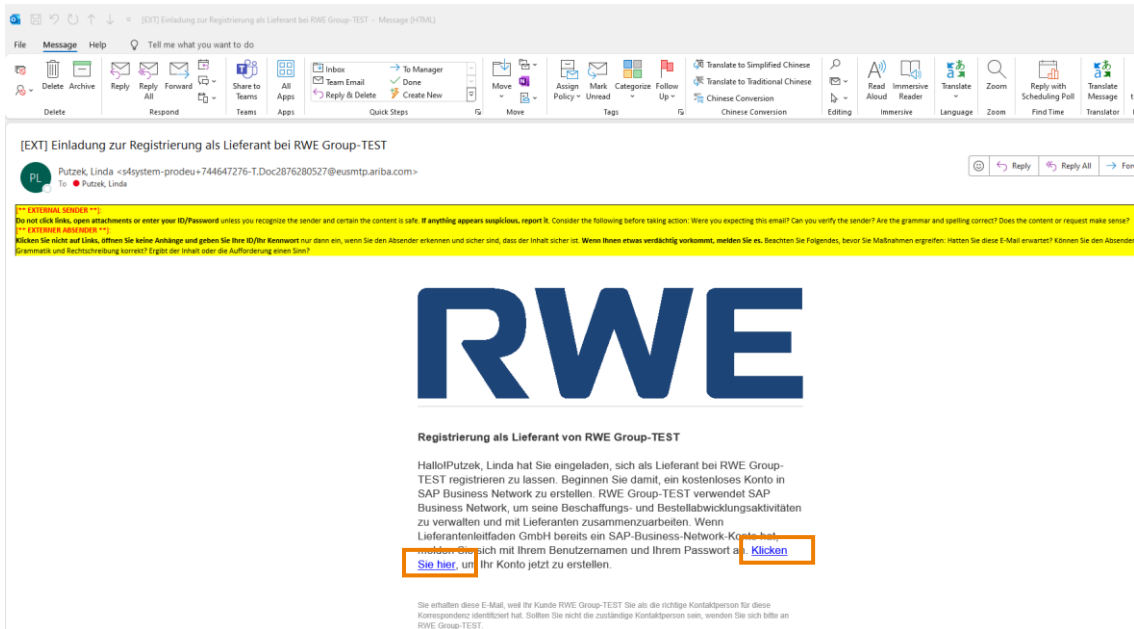 [EXT] Einladung zur Registrierung als Lieferant bei RWE Group-TEST - Message (HTML)
File Message Help Tell me what you want to do
Delete Archive Reply Reply All Forward Share to Teams All Apps
Inbox To Manager
Team Email Done
Reply & Delete Create New
Move Assign Policy Mark Unread Categorize Follow Up
Translate to Simplified Chinese
Translate to Traditional Chinese
Chinese Conversion
Read Aloud Immersive Reader Translate Zoom Reply with Scheduling Poll Translate Message
Delete Respond Teams Apps Quick Steps Move Tags Chinese Conversion Editing Immersive Language Zoom Find Time Translator
[EXT] Einladung zur Registrierung als Lieferant bei RWE Group-TEST
PL
Putzek, Linda <s4system-prodeu+744647276-T.Doc2876280527@eusmtp.ariba.com>
To Putzek, Linda
Reply Reply All
[** EXTERNAL SENDER **]:
Do not click links, open attachments or enter your ID/Password unless you recognize the sender and certain the content is safe. If anything appears suspicious, report it. Consider the following before taking action: Were you expecting this email? Can you verify the sender? Are the grammar and spelling correct? Does the content or request make sense?
[** EXTERNER ABSENDER **]:
Klicken Sie nicht auf Links, öffnen Sie keine Anhänge und geben Sie Ihre ID/Ihr Kennwort nur dann ein, wenn Sie den Absender erkennen und sicher sind, dass der Inhalt sicher ist. Wenn Ihnen etwas verdächtig vorkommt, melden Sie es. Beachten Sie Folgendes, bevor Sie Maßnahmen ergreifen: Hatten Sie diese E-Mail erwartet? Können Sie den Absender
Grammatik und Rechtschreibung korrekt? Ergibt der Inhalt oder die Aufforderung einen Sinn?
RWE
Registrierung als Lieferant von RWE Group-TEST
Hallo!Putzek, Linda hat Sie eingeladen, sich als Lieferant bei RWE Group-
TEST registrieren zu lassen. Beginnen Sie damit, ein kostenloses Konto in
SAP Business Network zu erstellen. RWE Group-TEST verwendet SAP
Business Network, um seine Beschaffungs- und Bestellabwicklungsaktivitäten
zu verwalten und mit Lieferanten zusammenzuarbeiten. Wenn
Lieferantenleitfaden GmbH bereits ein SAP-Business-Network-Konto hat,
melden Sie sich mit Ihrem Benutzernamen und Ihrem Passwort an. Klicken
Sie hier, um Ihr Konto jetzt zu erstellen.
Sie erhalten diese E-Mail, weil Ihr Kunde RWE Group-TEST Sie als die richtige Kontaktperson für diese
Korrespondenz identifiziert hat. Sollten Sie nicht die zuständige Kontaktperson sein, wenden Sie sich bitte an
RWE Group-TEST.